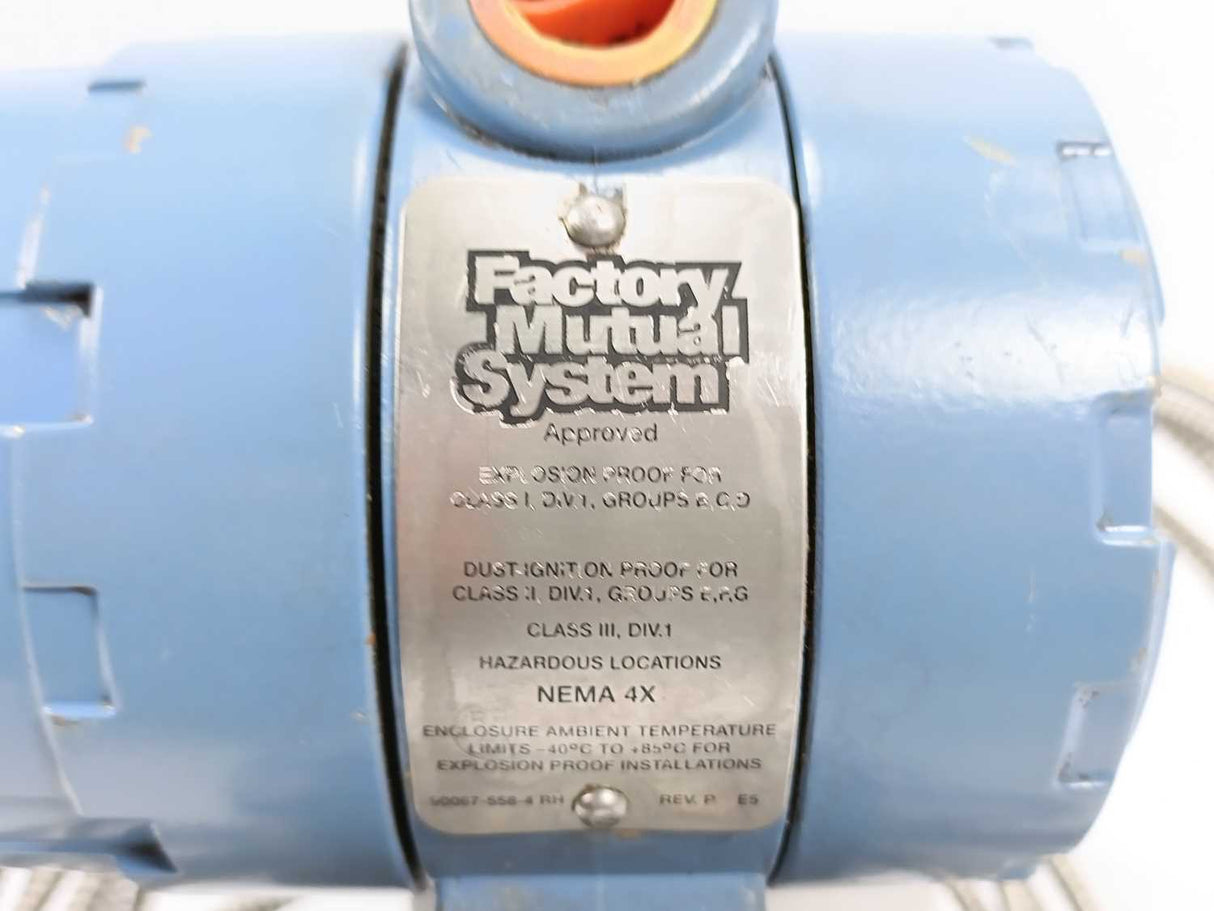 Factory
Mutual
System
Approved
EXPLOSION PROOF FOR
CLASS I, DIV.1, GROUPS B,C,D
DUST-IGNITION PROOF FOR
CLASS II, DIV.1, GROUPS E,F,G
CLASS III, DIV.1
HAZARDOUS LOCATIONS
NEMA 4X
ENCLOSURE AMBIENT TEMPERATURE
LIMITS -40°C TO +85°C FOR
EXPLOSION PROOF INSTALLATIONS
RH REV. E5